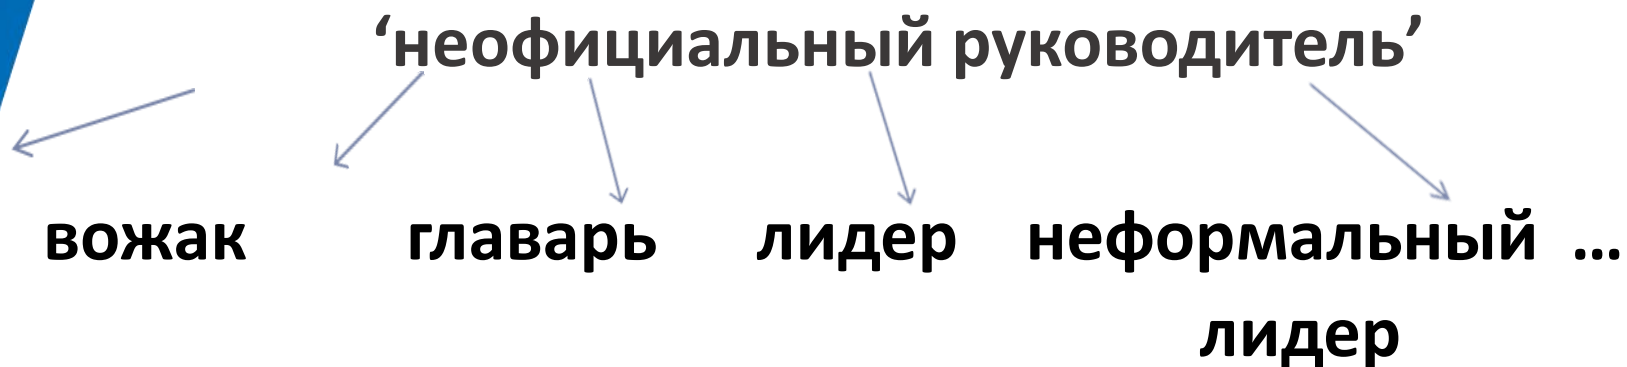 ‘неофициальный руководитель’
вожак главарь лидер неформальный ...
лидер